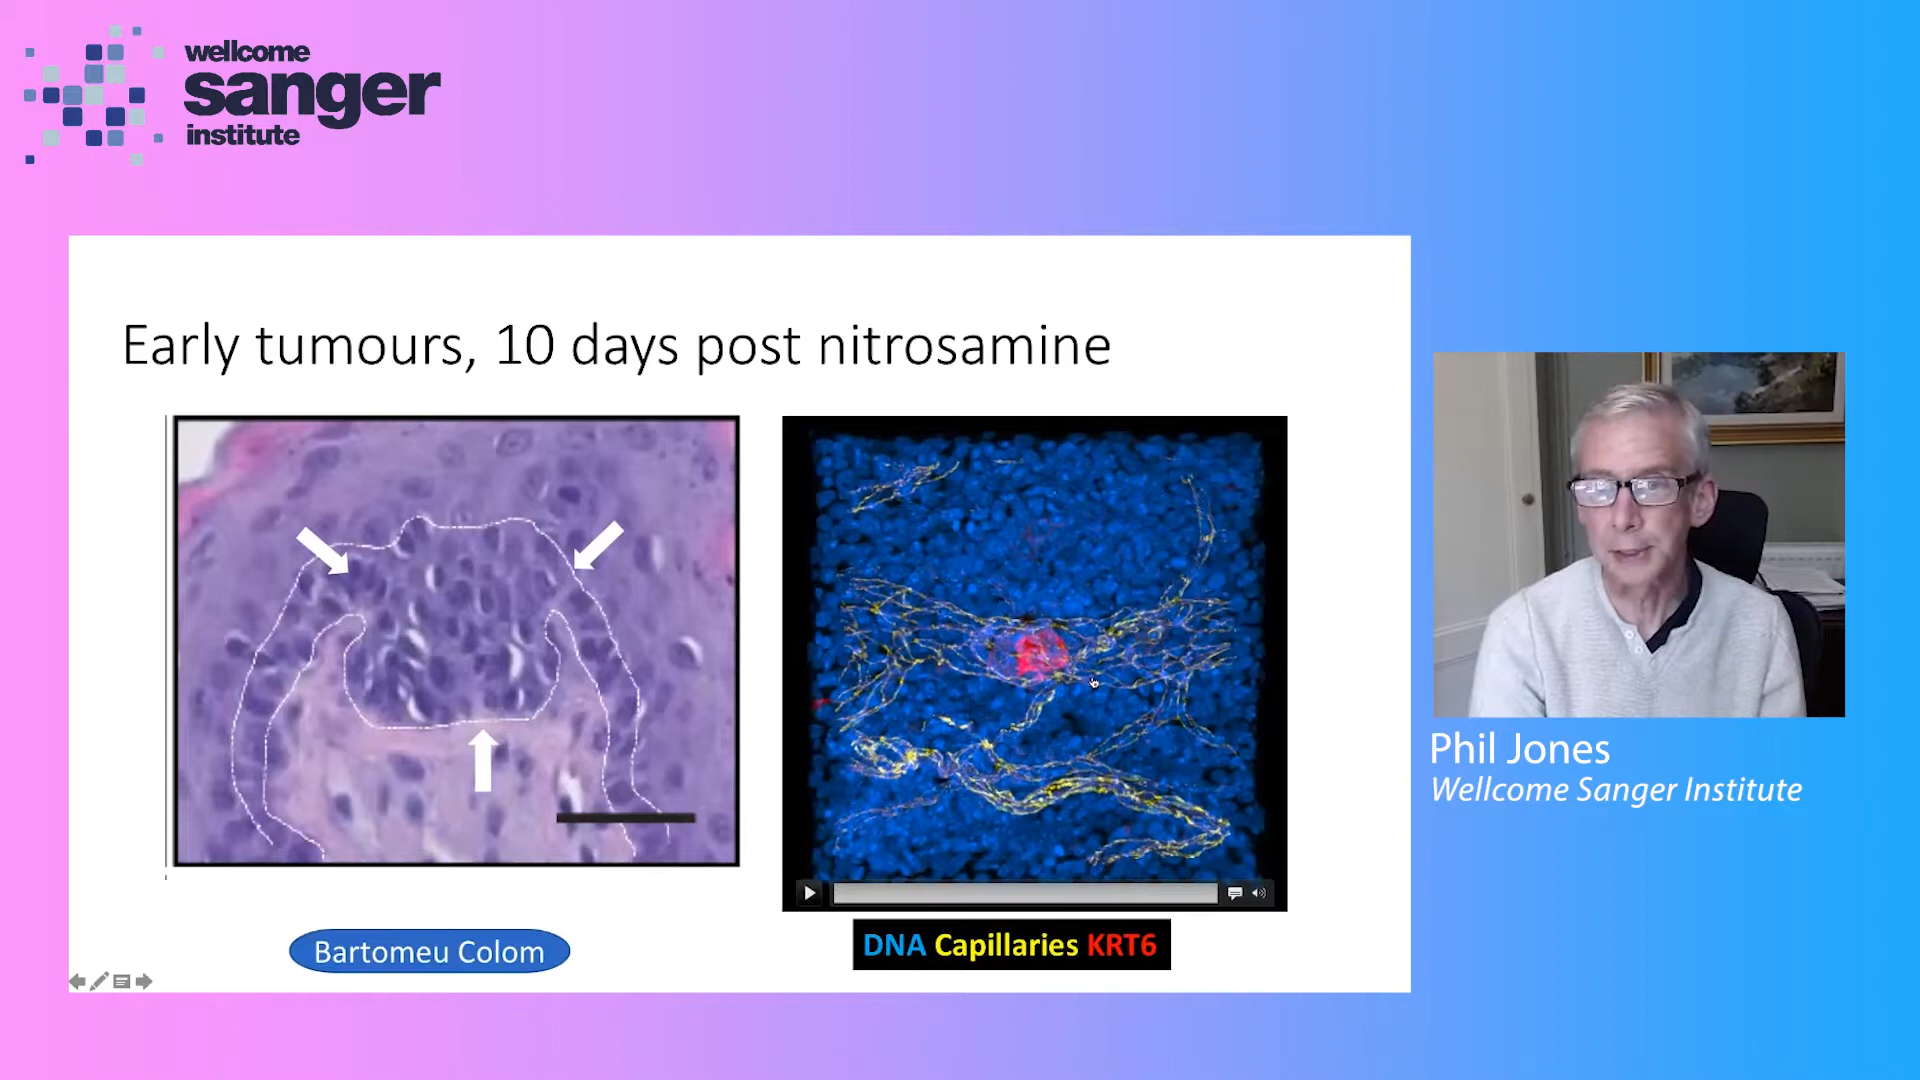 wellcome
sanger
institute
Early tumours, 10 days post nitrosamine
Bartomeu Colom
DNA Capillaries KRT6
Phil Jones
Wellcome Sanger Institute